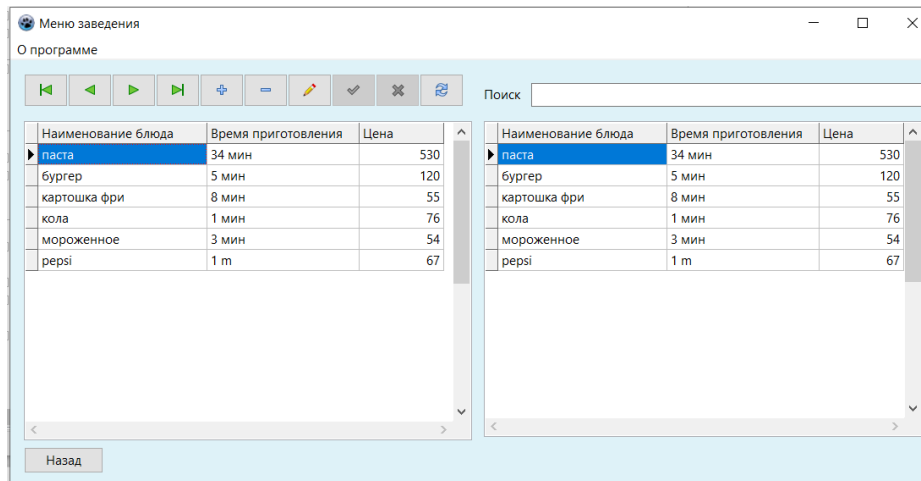 Меню заведения
О программе
Поиск
Наименование блюда Время приготовления Цена
паста 34 мин 530
бургер 5 мин 120
картошка фри 8 мин 55
кола 1 мин 76
мороженное 3 мин 54
pepsi 1 m 67
Наименование блюда Время приготовления Цена
паста 34 мин 530
бургер 5 мин 120
картошка фри 8 мин 55
кола 1 мин 76
мороженное 3 мин 54
pepsi 1 m 67
Назад